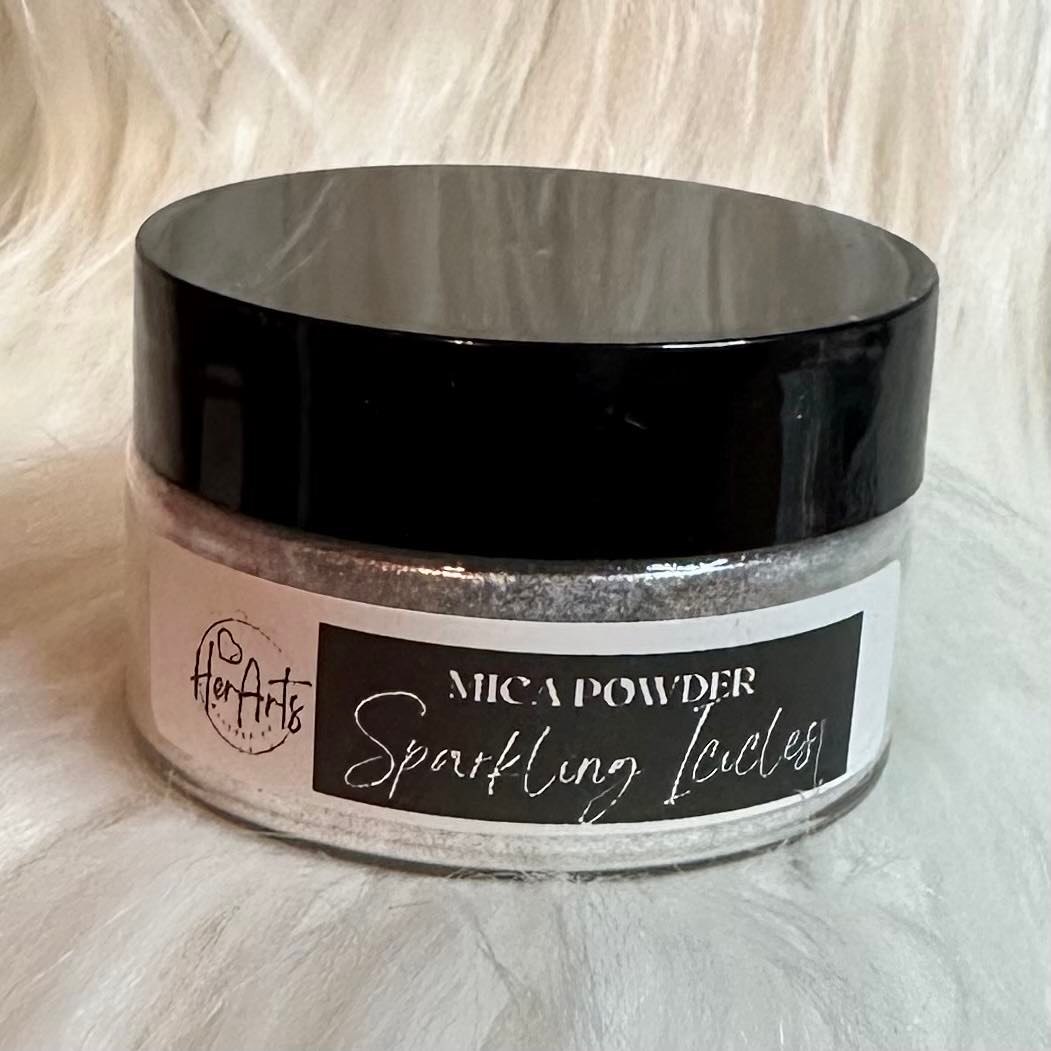 HerArts
MICA POWDER
Sparkling Icicles